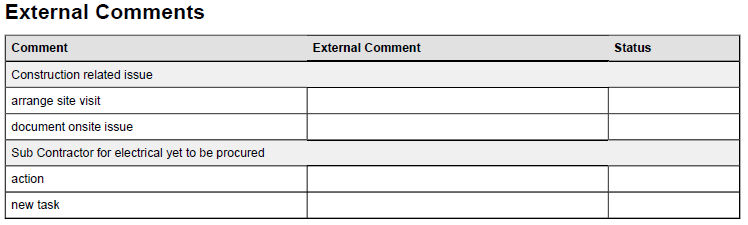 External Comments
Comment External Comment Status
Construction related issue
arrange site visit
document onsite issue
Sub Contractor for electrical yet to be procured
action
new task